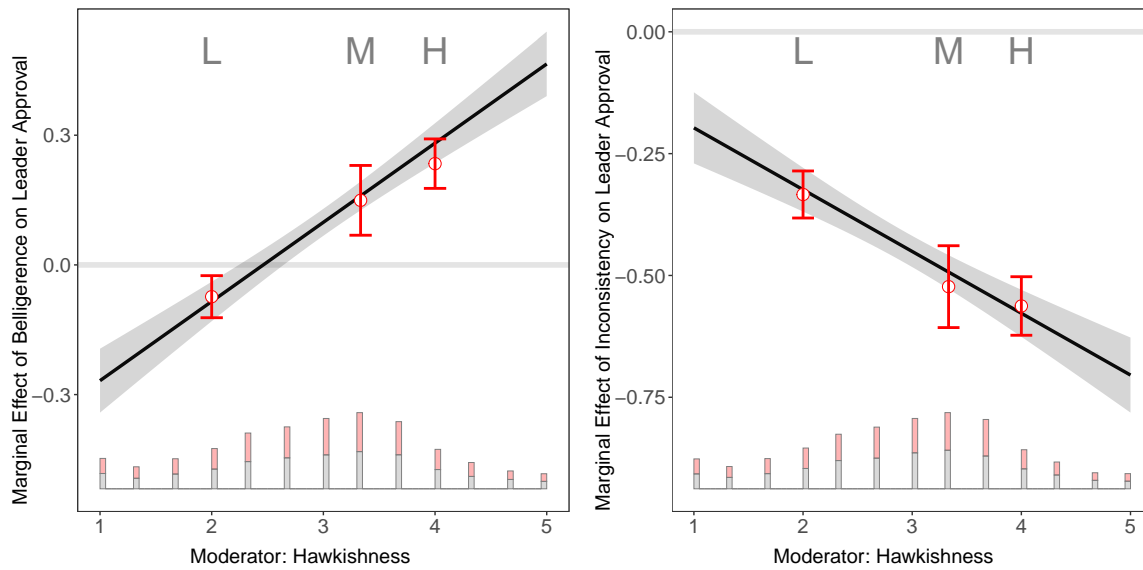 Marginal Effect of Belligerence on Leader Approval
L M H
0.3
0.0
−0.3
1 2 3 4 5
Moderator: Hawkishness
Marginal Effect of Inconsistency on Leader Approval
L M H
0.00
−0.25
−0.50
−0.75
1 2 3 4 5
Moderator: Hawkishness